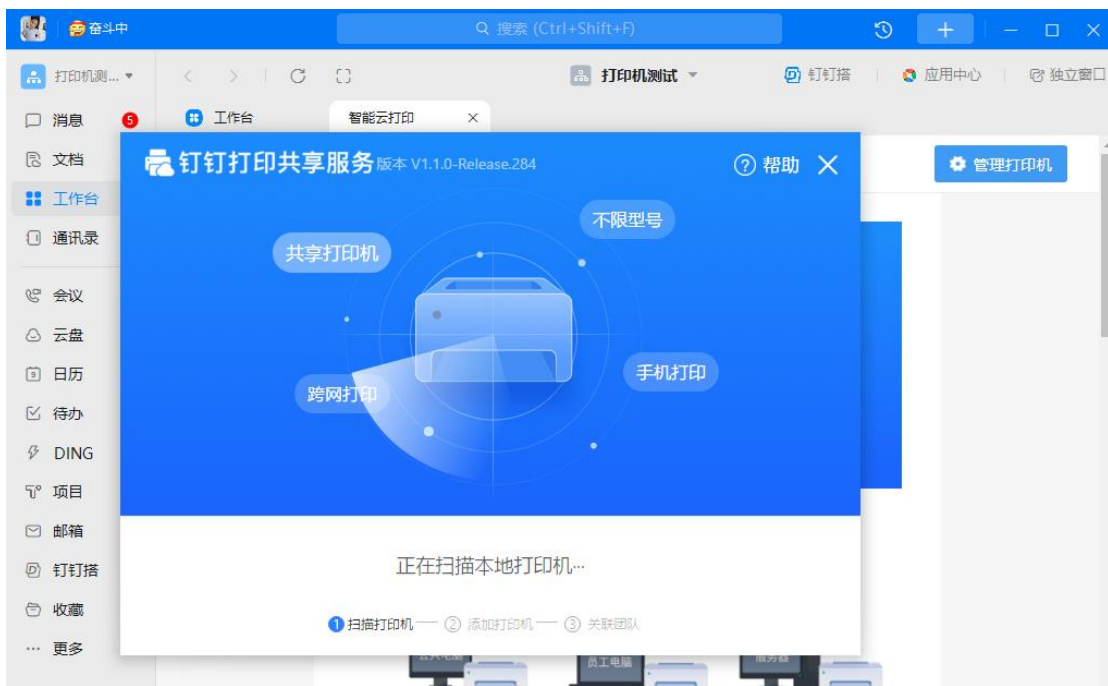 奋斗中
搜索 (Ctrl+Shift+F)
打印机测...
打印机测试
钉钉搭
应用中心
独立窗口
消息
5
工作台
智能云打印
文档
工作台
通讯录
会议
云盘
9
日历
待办
DING
项目
邮箱
钉钉搭
收藏
更多
管理打印机
钉钉打印共享服务 版本 V1.1.0-Release.284
帮助
不限型号
共享打印机
手机打印
跨网打印
正在扫描本地打印机...
1 扫描打印机 — 2 添加打印机 — 3 关联团队
员工电脑
服务器